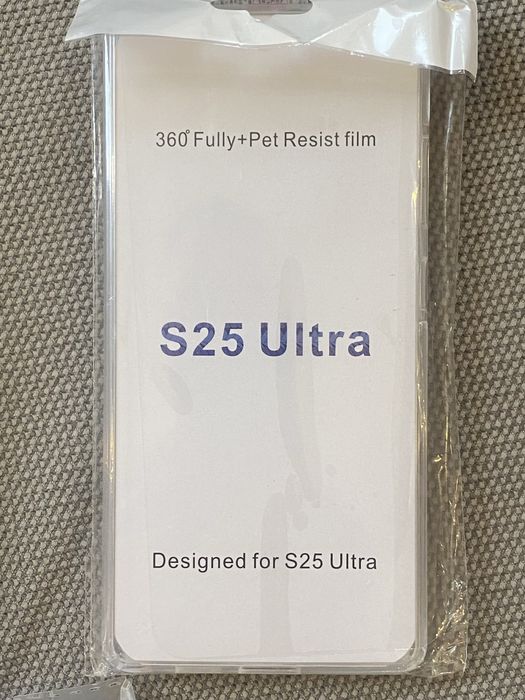 360° Fully+Pet Resist film
S25 Ultra
Designed for S25 Ultra